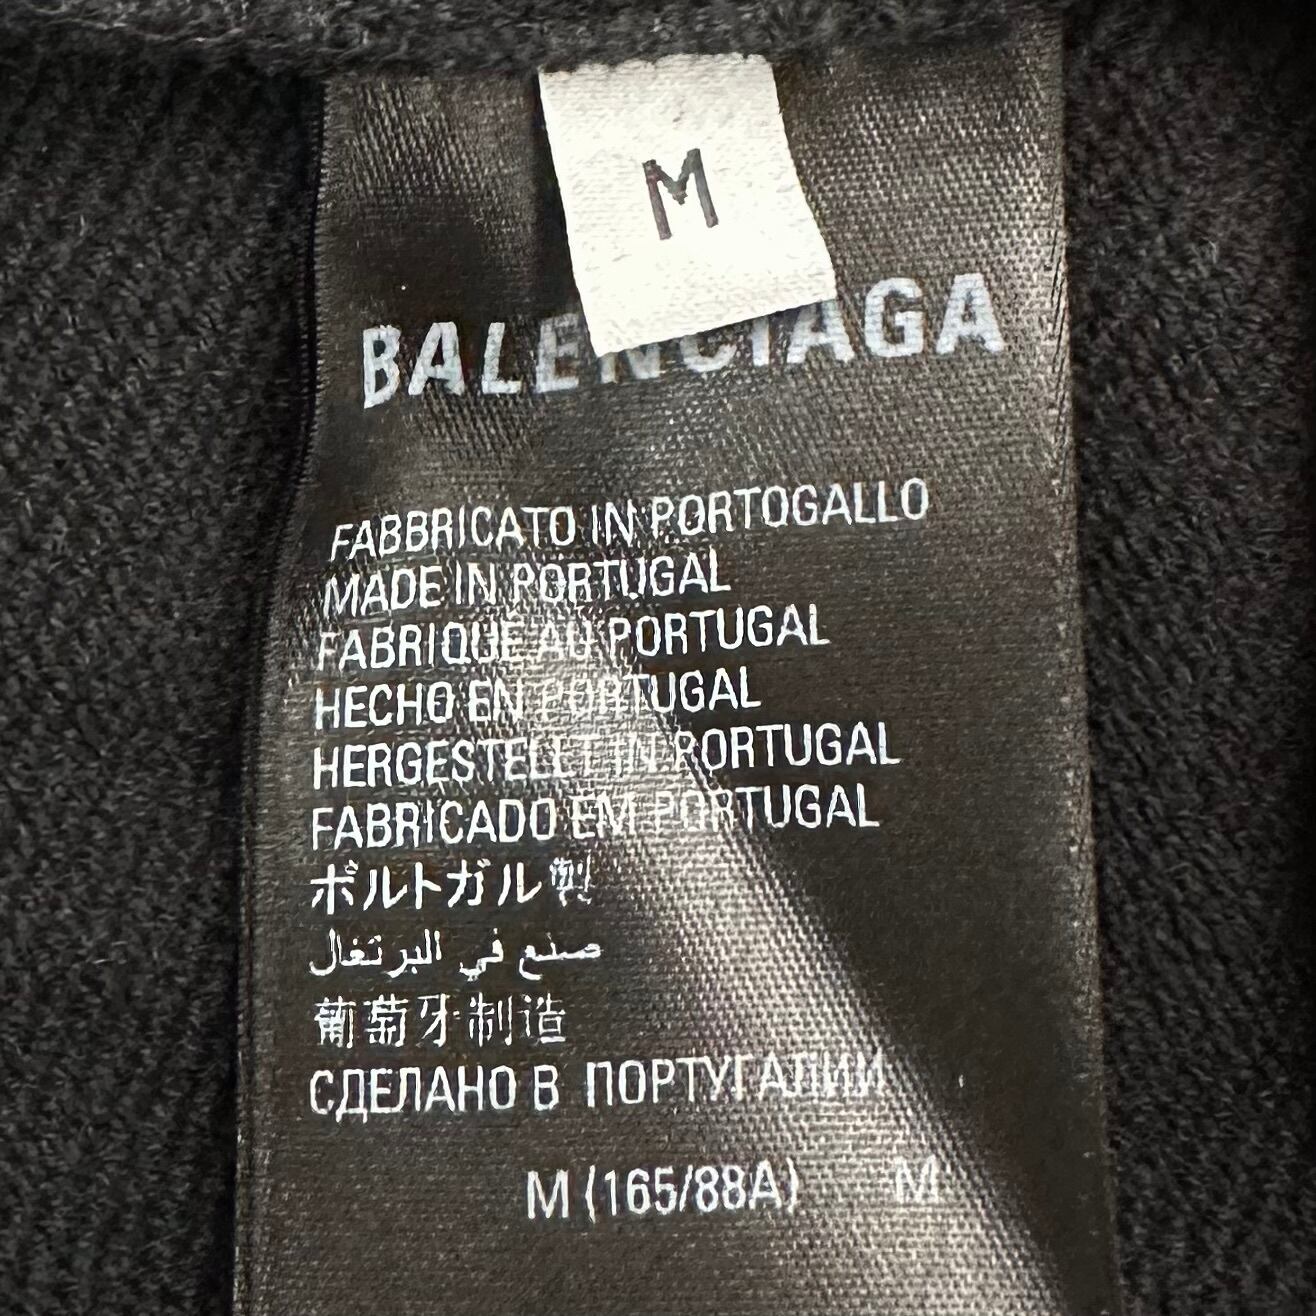 M
BALENCIAGA
FABBRICATO IN PORTOGALLO
MADE IN PORTUGAL
FABRIQUÉ AU PORTUGAL
HECHO EN PORTUGAL
HERGESTELLT IN PORTUGAL
FABRICADO EM PORTUGAL
ポルトガル製
صنع في البرتغال
葡萄牙制造
СДЕЛАНО В ПОРТУГАЛИИ
M (165/88A) M